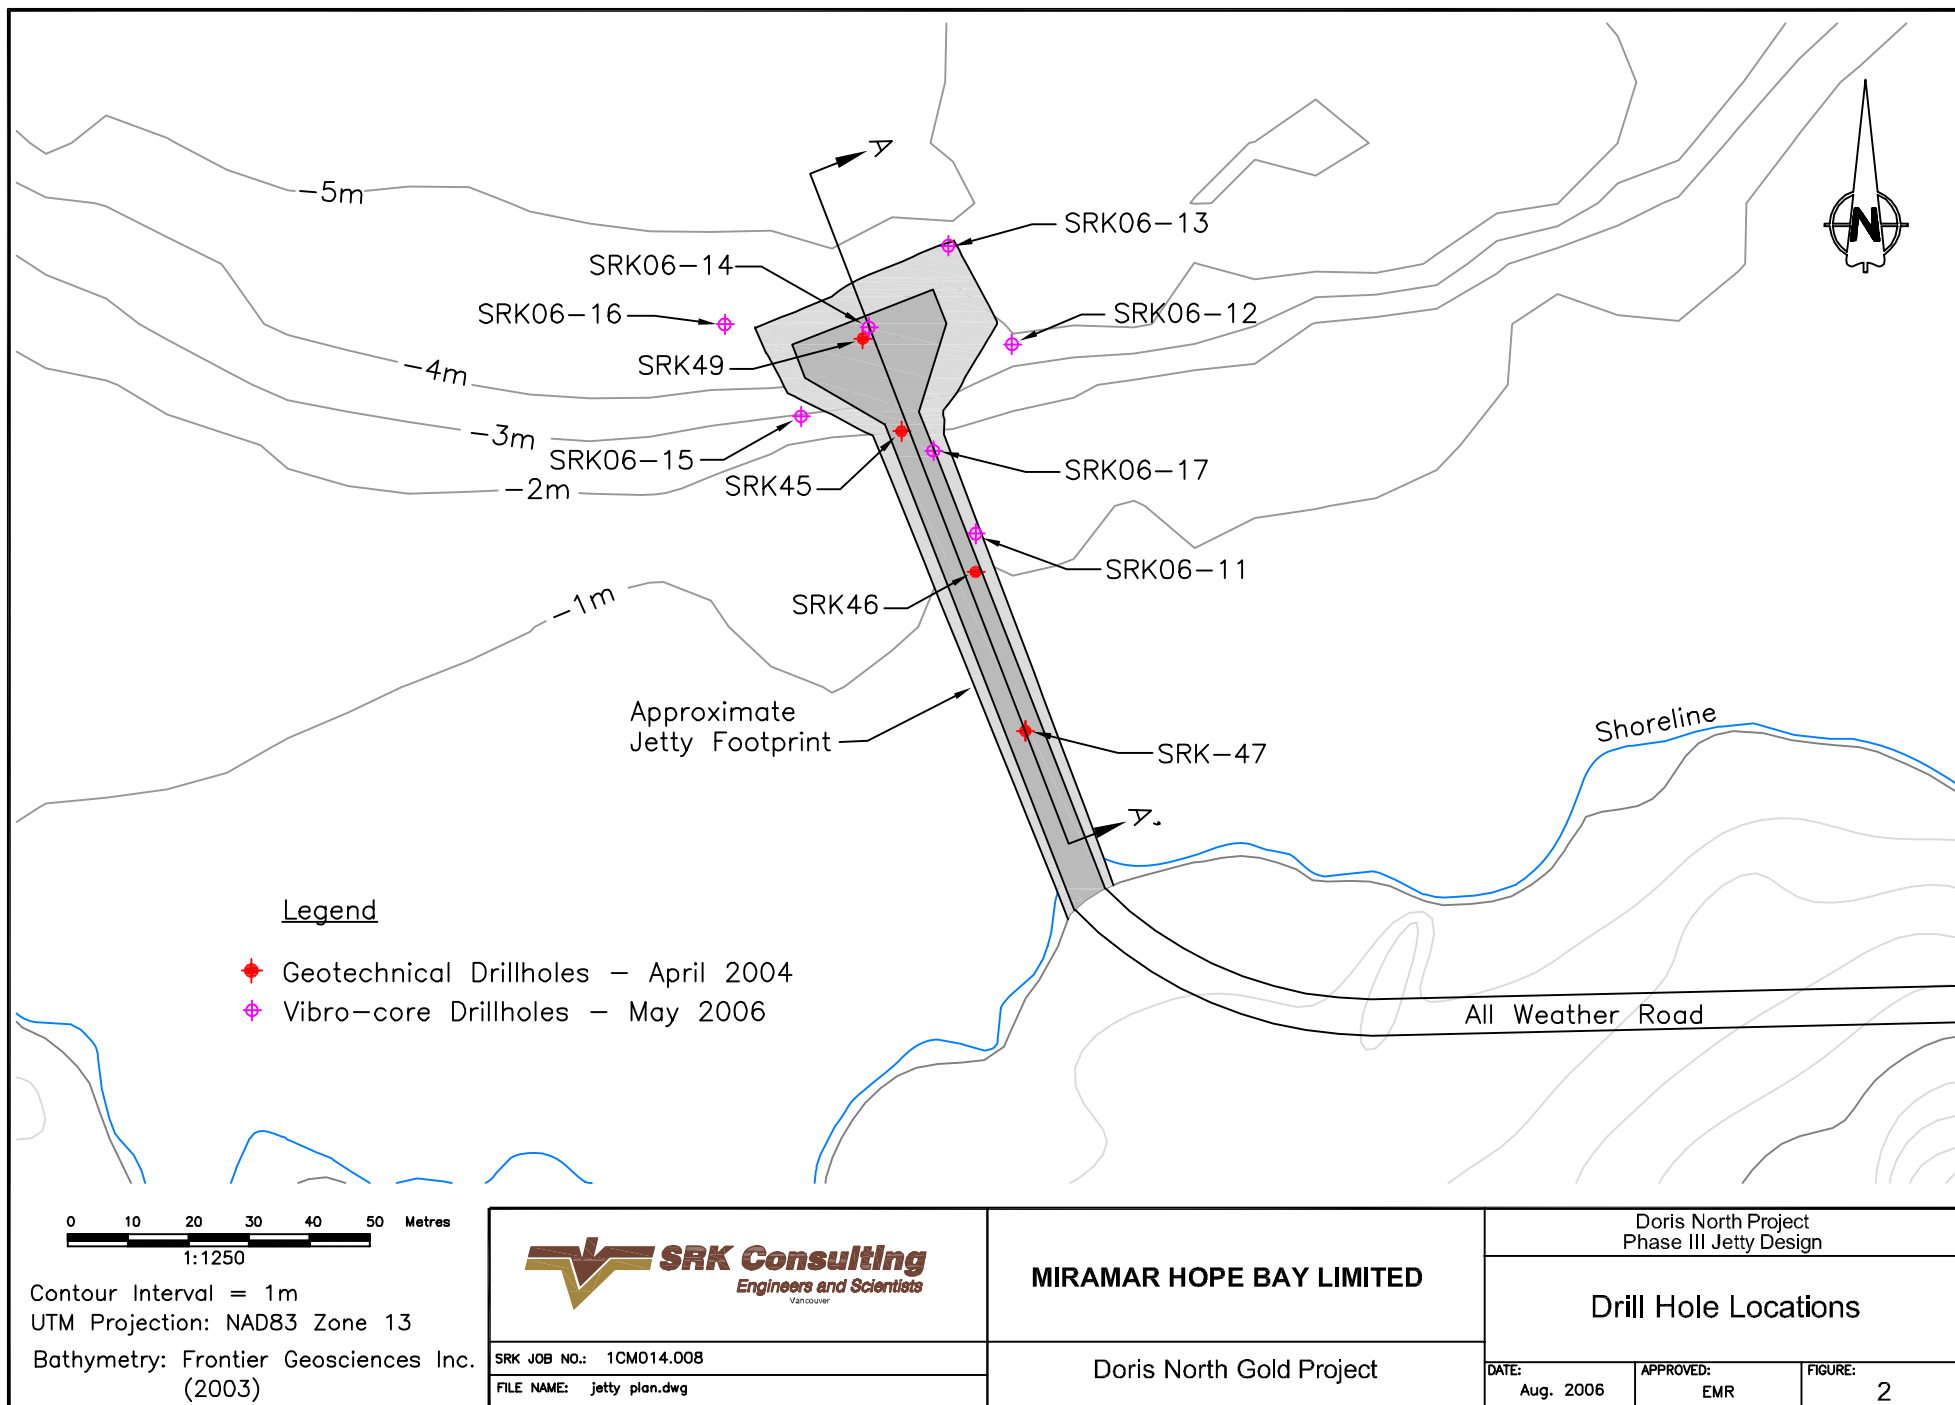 A
-5m
SRK06-13
SRK06-14
N
SRK06-16
SRK06-12
SRK49
-4m
-3m
SRK06-15
SRK06-17
SRK45
-2m
SRK06-11
-1m
SRK46
Approximate
Jetty Footprint
Shoreline
SRK-47
A'
Legend
Geotechnical Drillholes - April 2004
Vibro-core Drillholes - May 2006
All Weather Road
0 10 20 30 40 50 Metres
1:1250
Contour Interval = 1m
UTM Projection: NAD83 Zone 13
Bathymetry: Frontier Geosciences Inc.
(2003)
SRK Consulting
Engineers and Scientists
Vancouver
SRK JOB NO.: 1CM014.008
FILE NAME: jetty plan.dwg
MIRAMAR HOPE BAY LIMITED
Doris North Gold Project
Doris North Project
Phase III Jetty Design
Drill Hole Locations
DATE: Aug. 2006
APPROVED: EMR
FIGURE: 2